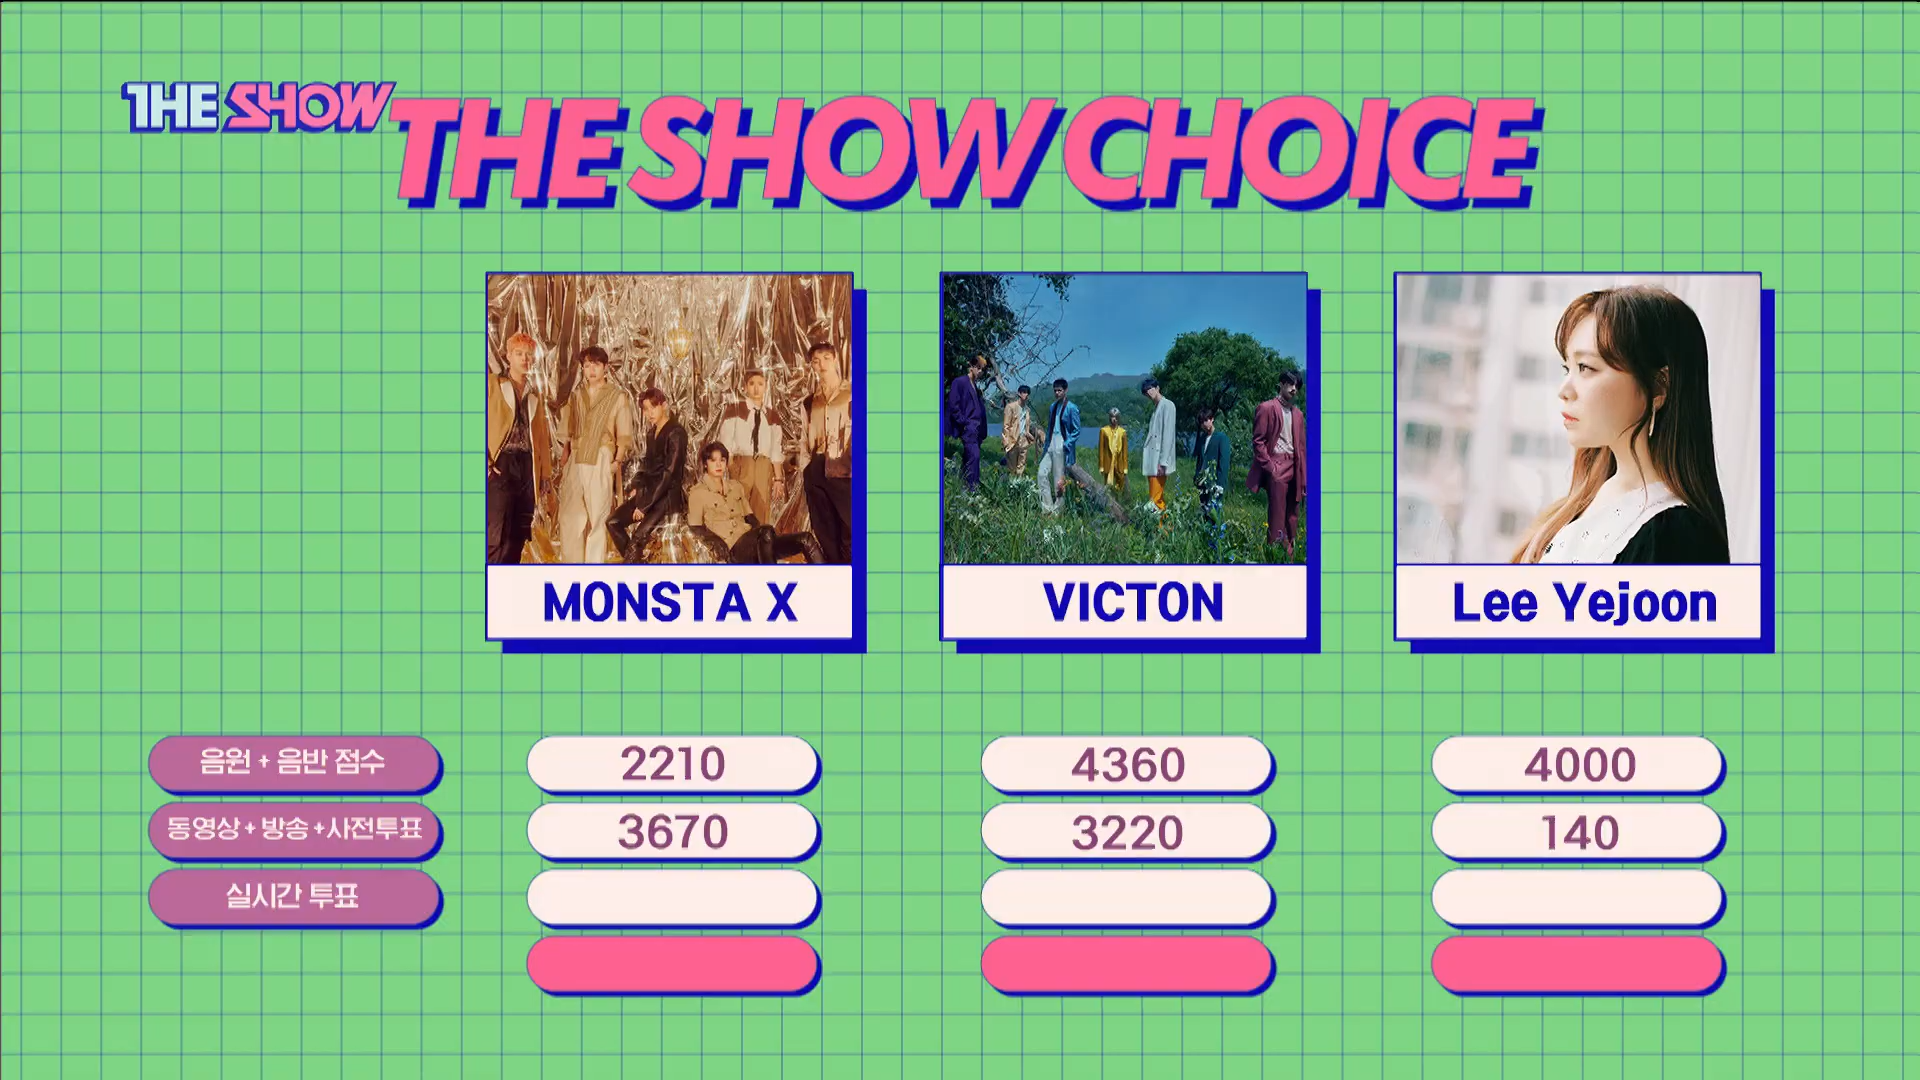 THE SHOW
THE SHOW CHOICE
MONSTA X
VICTON
Lee Yejoon
음원 + 음반 점수
2210
4360
4000
동영상 + 방송 + 사전투표
3670
3220
140
실시간 투표